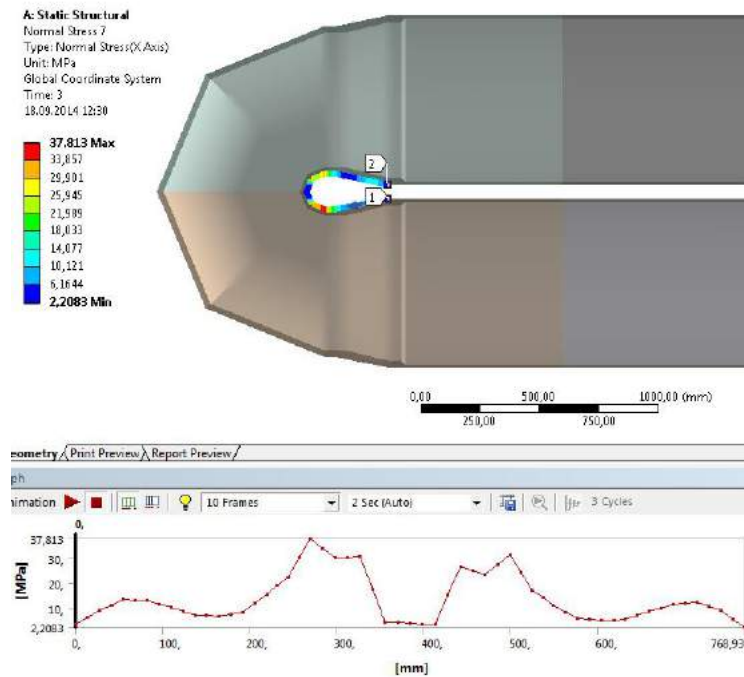 A: Static Structural
Normal Stress 7
Type: Normal Stress(X Axis)
Unit: MPa
Global Coordinate System
Time: 3
18.09.2014 12:30
37,813 Max
33,857
29,901
25,945
21,989
18,033
14,077
10,121
6,1644
2,2083 Min
2
1
0,00 500,00 1000,00 (mm)
250,00 750,00
eometry Print Preview Report Preview
ph
nimation 10 Frames 2 Sec (Auto) 3 Cycles
0,
37,813
30,
20,
10,
2,2083
[MPa]
0, 100, 200, 300, 400, 500, 600, 768,93
[mm]